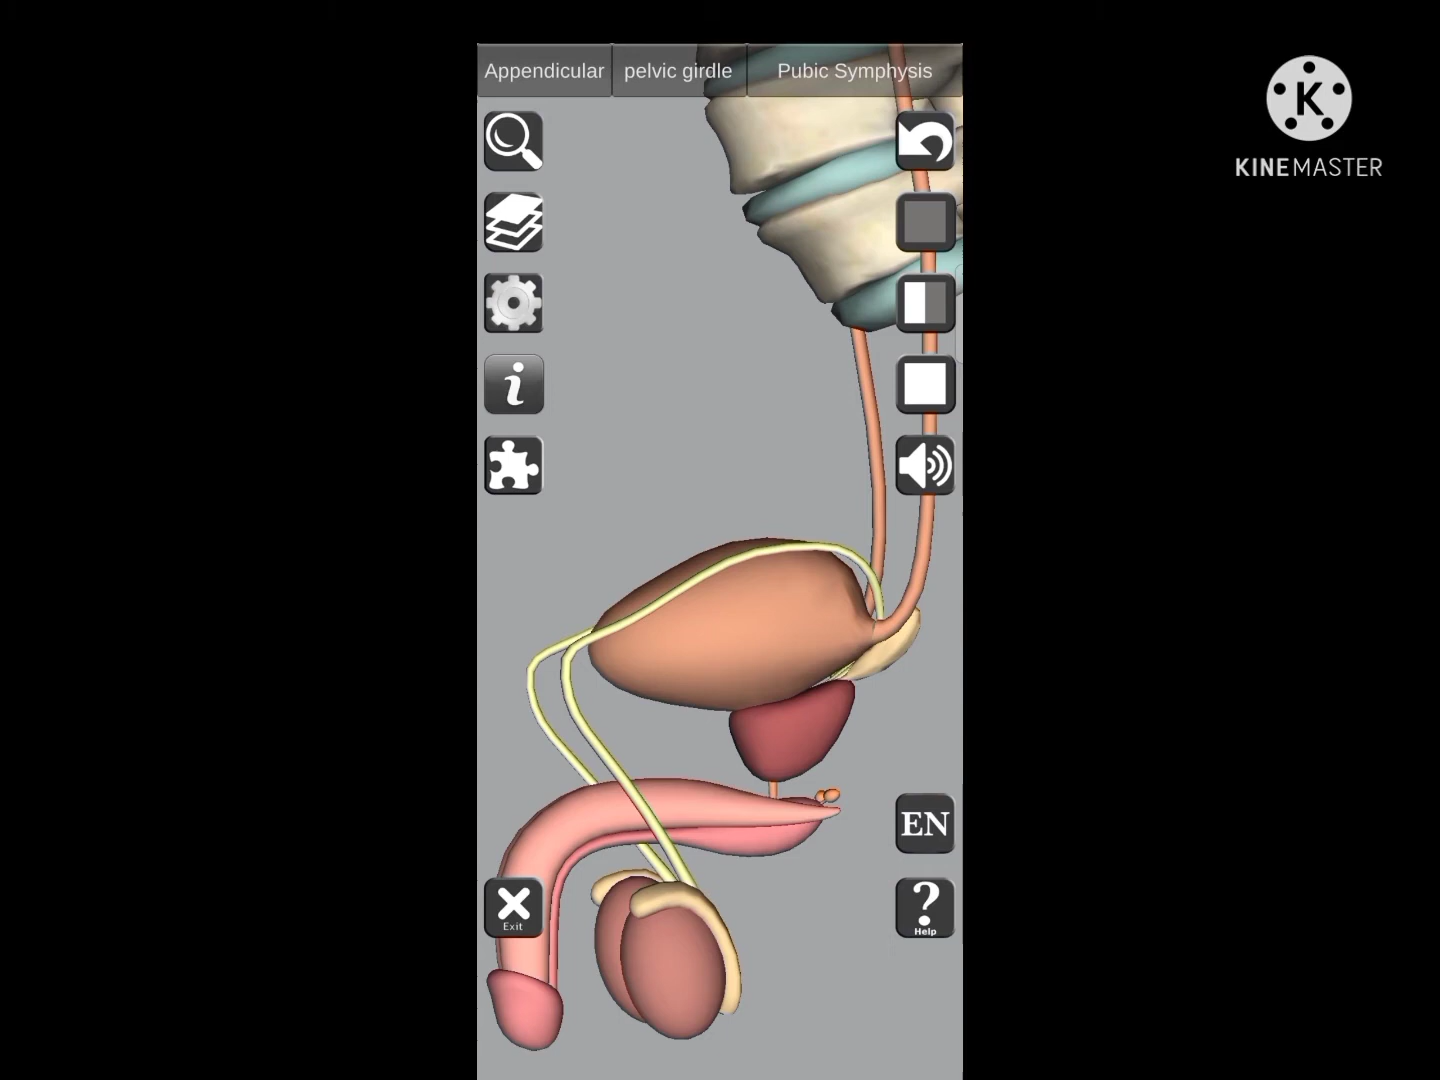 Appendicular pelvic girdle Pubic Symphysis
K
KINEMASTER
i
EN
Exit
?
Help